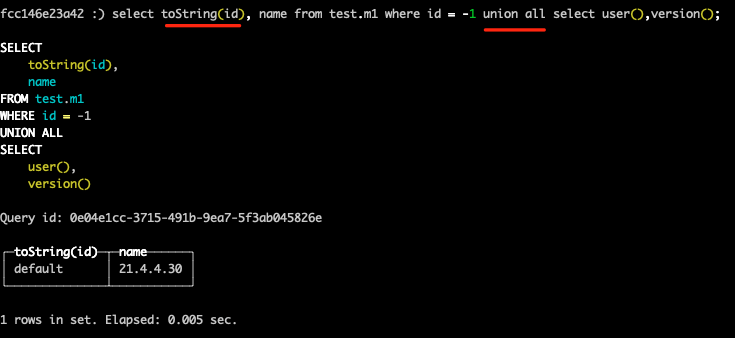 fcc146e23a42 :) select toString(id), name from test.m1 where id = -1 union all select user(),version();
SELECT
toString(id),
name
FROM test.m1
WHERE id = -1
UNION ALL
SELECT
user(),
version()
Query id: 0e04e1cc-3715-491b-9ea7-5f3ab045826e
toString(id) name
default 21.4.4.30
1 rows in set. Elapsed: 0.005 sec.